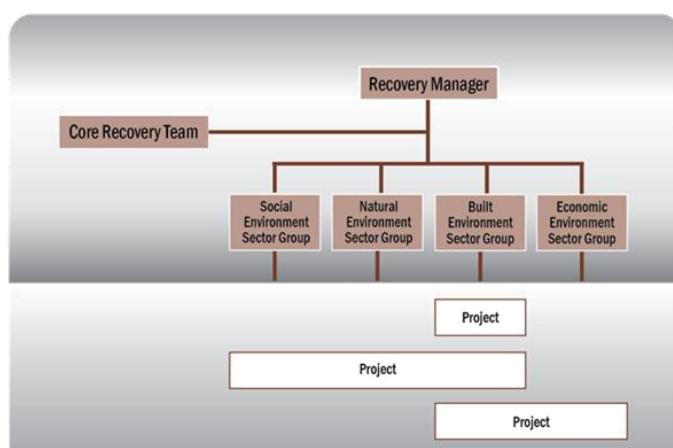 Recovery Manager
Core Recovery Team
Social
Environment
Sector Group
Natural
Environment
Sector Group
Built
Environment
Sector Group
Economic
Environment
Sector Group
Project
Project
Project